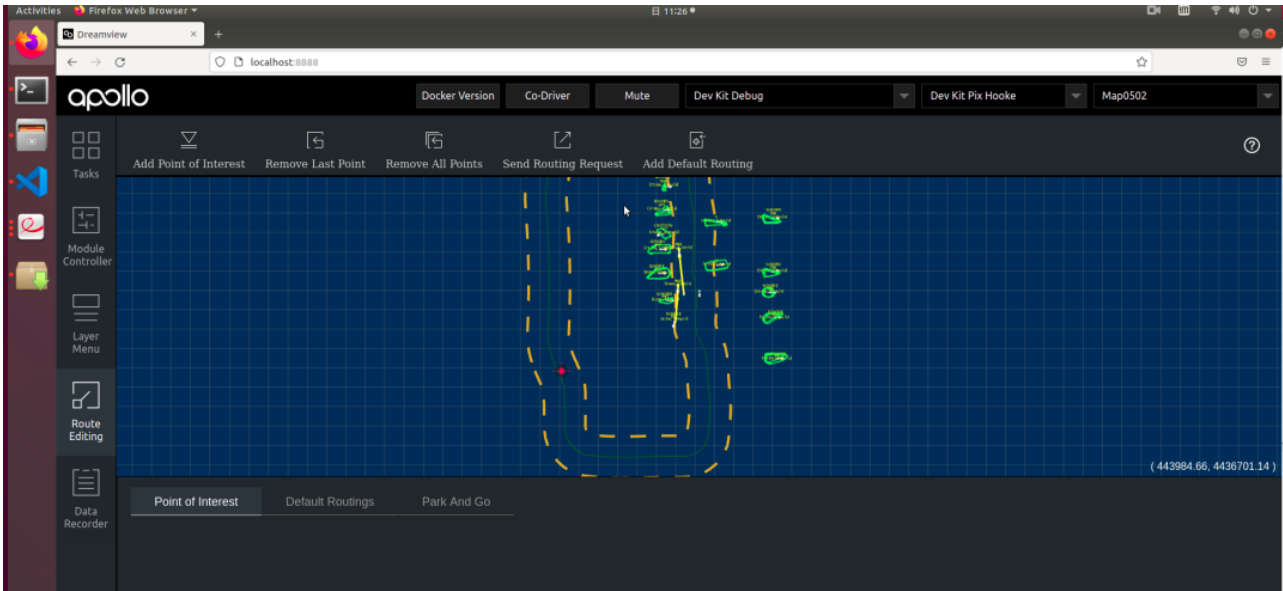 Activities Firefox Web Browser 日 11:26
Dreamview
localhost:8888
apollo Docker Version Co-Driver Mute Dev Kit Debug Dev Kit Pix Hooke Map0502
Tasks
Add Point of Interest Remove Last Point Remove All Points Send Routing Request Add Default Routing
Module
Controller
Layer
Menu
Route
Editing
( 443984.66, 4436701.14 )
Point of Interest Default Routings Park And Go
Data
Recorder